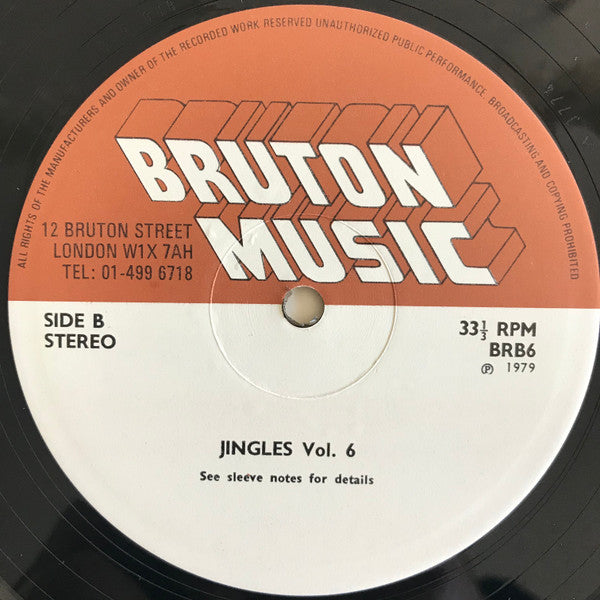 ALL RIGHTS OF THE MANUFACTURERS AND OWNER OF THE RECORDED WORK RESERVED UNAUTHORIZED PUBLIC PERFORMANCE, BROADCASTING AND COPYING PROHIBITED
BRUTON
MUSIC
12 BRUTON STREET
LONDON W1X 7AH
TEL: 01-499 6718
SIDE B
STEREO
33⅓ RPM
BRB6
℗ 1979
JINGLES Vol. 6
See sleeve notes for details